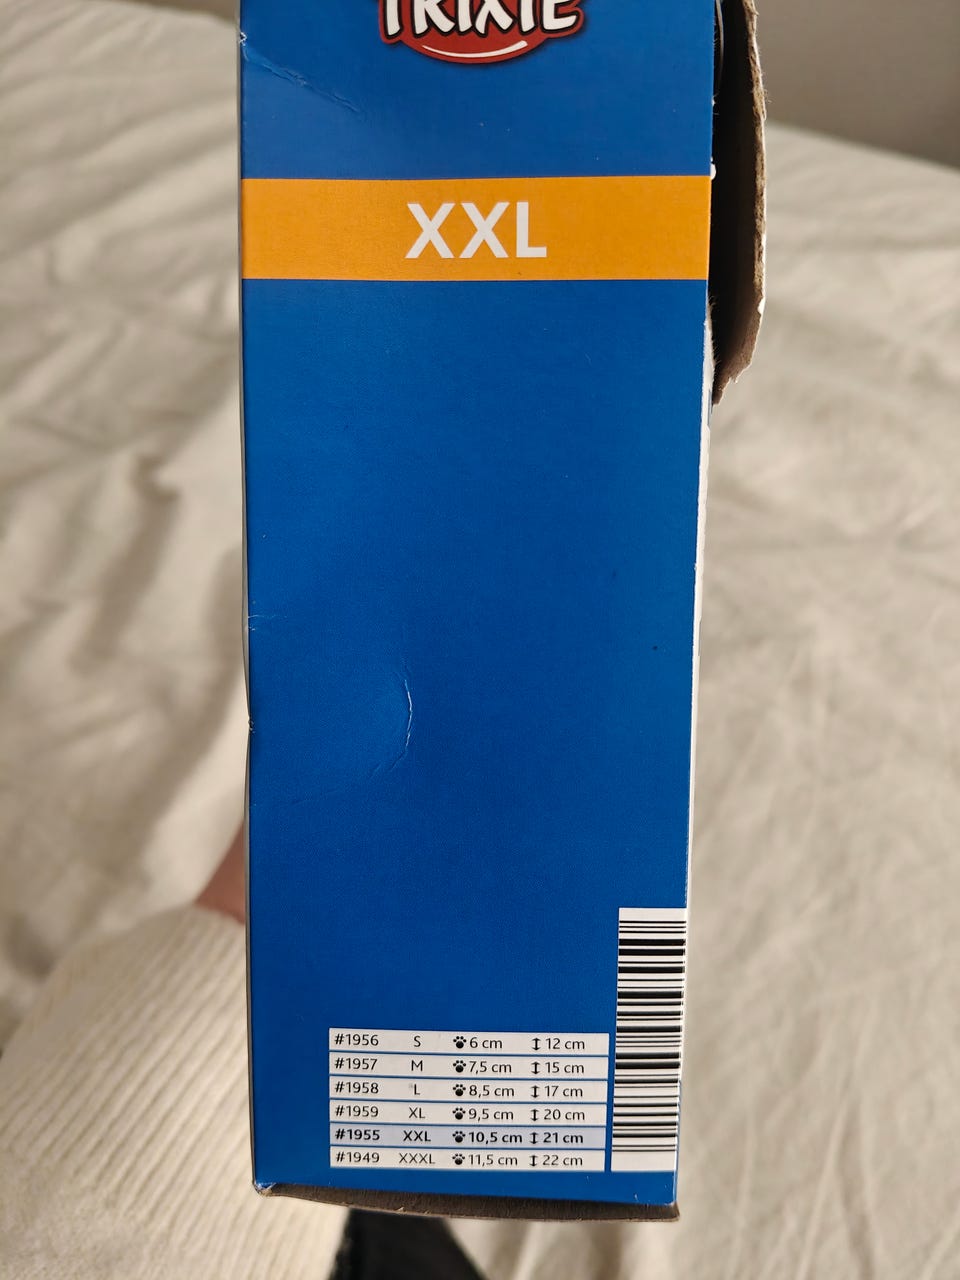 TRIXIE
XXL
#1956 S 6 cm 12 cm
#1957 M 7,5 cm 15 cm
#1958 L 8,5 cm 17 cm
#1959 XL 9,5 cm 20 cm
#1955 XXL 10,5 cm 21 cm
#1949 XXXL 11,5 cm 22 cm